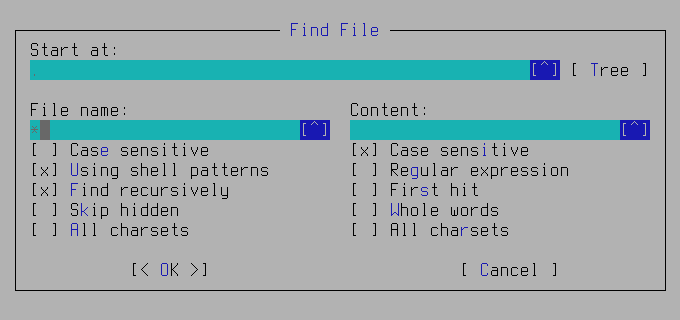 Find File
Start at:
. [^] [ Tree ]
File name: Content:
* [^] [^]
[ ] Case sensitive [x] Case sensitive
[x] Using shell patterns [ ] Regular expression
[x] Find recursively [ ] First hit
[ ] Skip hidden [ ] Whole words
[ ] All charsets [ ] All charsets
[< OK >] [ Cancel ]